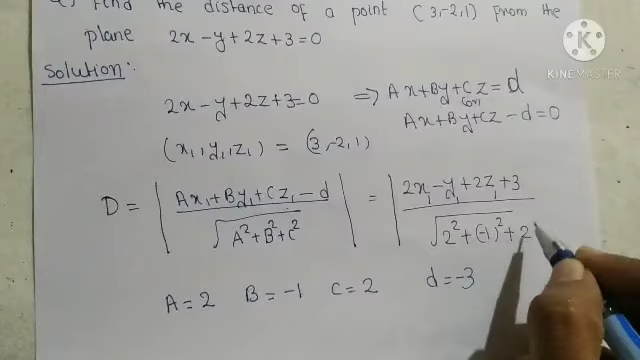 Find the distance of a point (3,-2,1) from the
plane 2x-y+2z+3=0
Solution:
2x-y+2z+3=0 => Ax+By+Cz=d
Ax+By+Cz-d=0
(x₁,y₁,z₁) = (3,-2,1)
D = | Ax₁+By₁+Cz₁-d / √A²+B²+C² | = | 2x₁-y₁+2z₁+3 / √2²+(-1)²+2
A=2 B=-1 C=2 d=-3
KINEMASTER